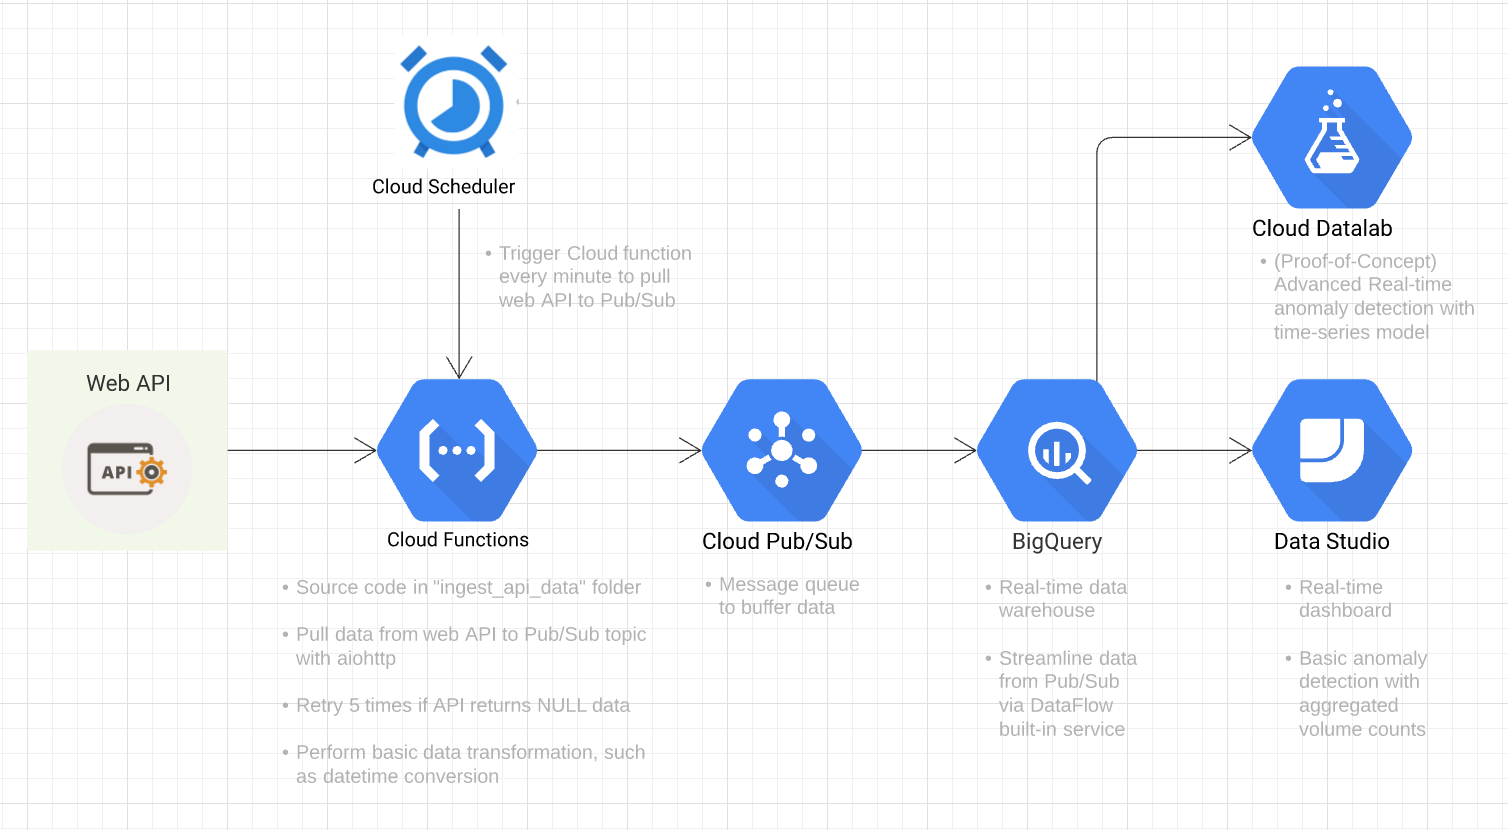 Cloud Scheduler
• Trigger Cloud function
every minute to pull
web API to Pub/Sub
Cloud Datalab
• (Proof-of-Concept)
Advanced Real-time
anomaly detection with
time-series model
Web API
API
Cloud Functions
• Source code in "ingest_api_data" folder
• Pull data from web API to Pub/Sub topic
with aiohttp
• Retry 5 times if API returns NULL data
• Perform basic data transformation, such
as datetime conversion
Cloud Pub/Sub
• Message queue
to buffer data
BigQuery
• Real-time data
warehouse
• Streamline data
from Pub/Sub
via DataFlow
built-in service
Data Studio
• Real-time
dashboard
• Basic anomaly
detection with
aggregated
volume counts